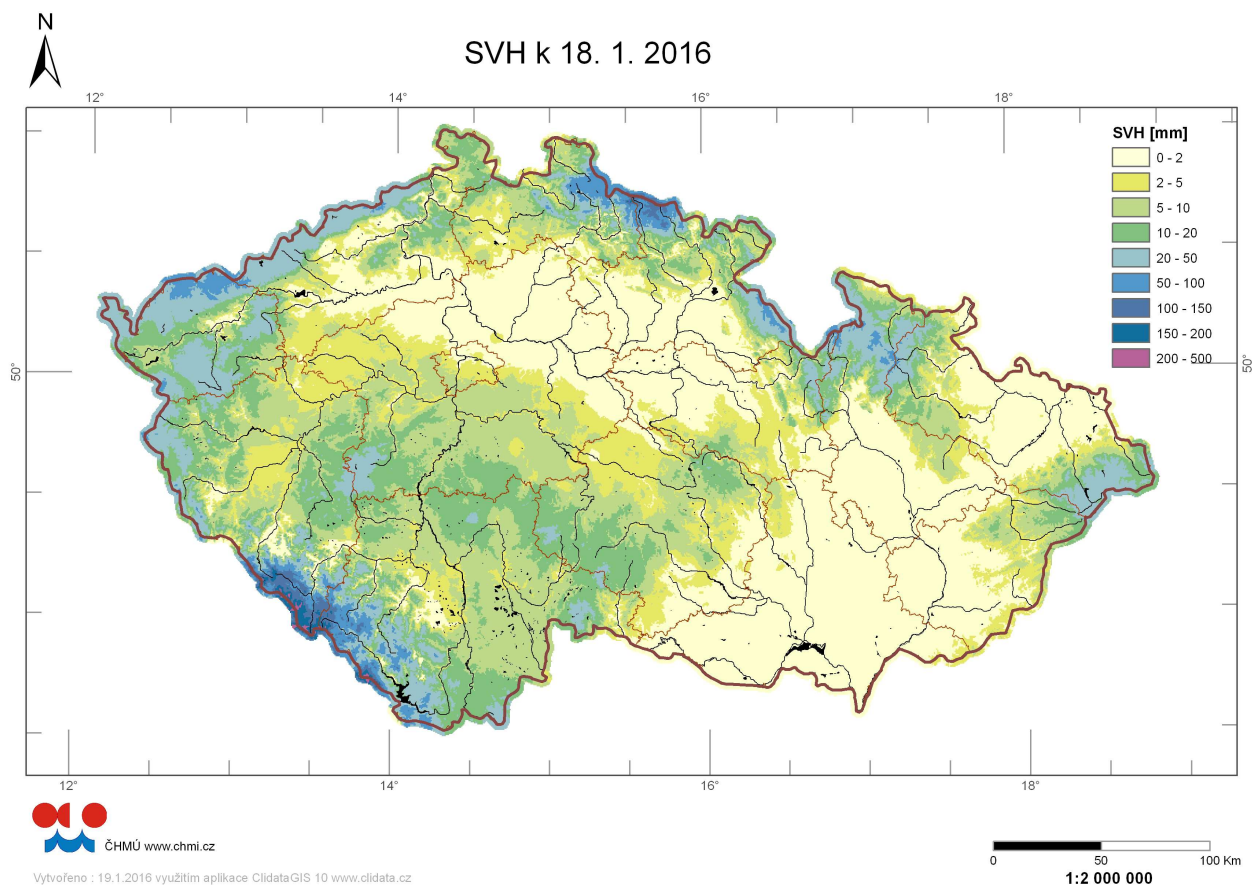 N
SVH k 18. 1. 2016
12° 14° 16° 18°
SVH [mm]
0 - 2
2 - 5
5 - 10
10 - 20
20 - 50
50 - 100
100 - 150
150 - 200
200 - 500
50° 50°
12° 14° 16° 18°
ČHMÚ www.chmi.cz
0 50 100 Km
1:2 000 000
Vytvořeno : 19.1.2016 využitím aplikace ClidataGIS 10 www.clidata.cz